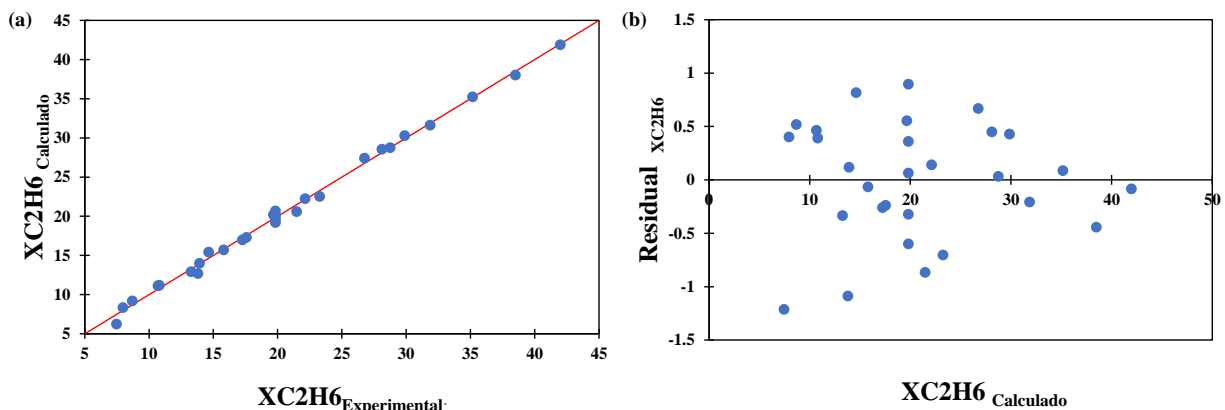 (a)
XC2H6 Calculado
45
40
35
30
25
20
15
10
5
5 10 15 20 25 30 35 40 45
XC2H6Experimental.
(b)
Residual XC2H6
1.5
1
0.5
0
-0.5
-1
-1.5
0 10 20 30 40 50
XC2H6 Calculado